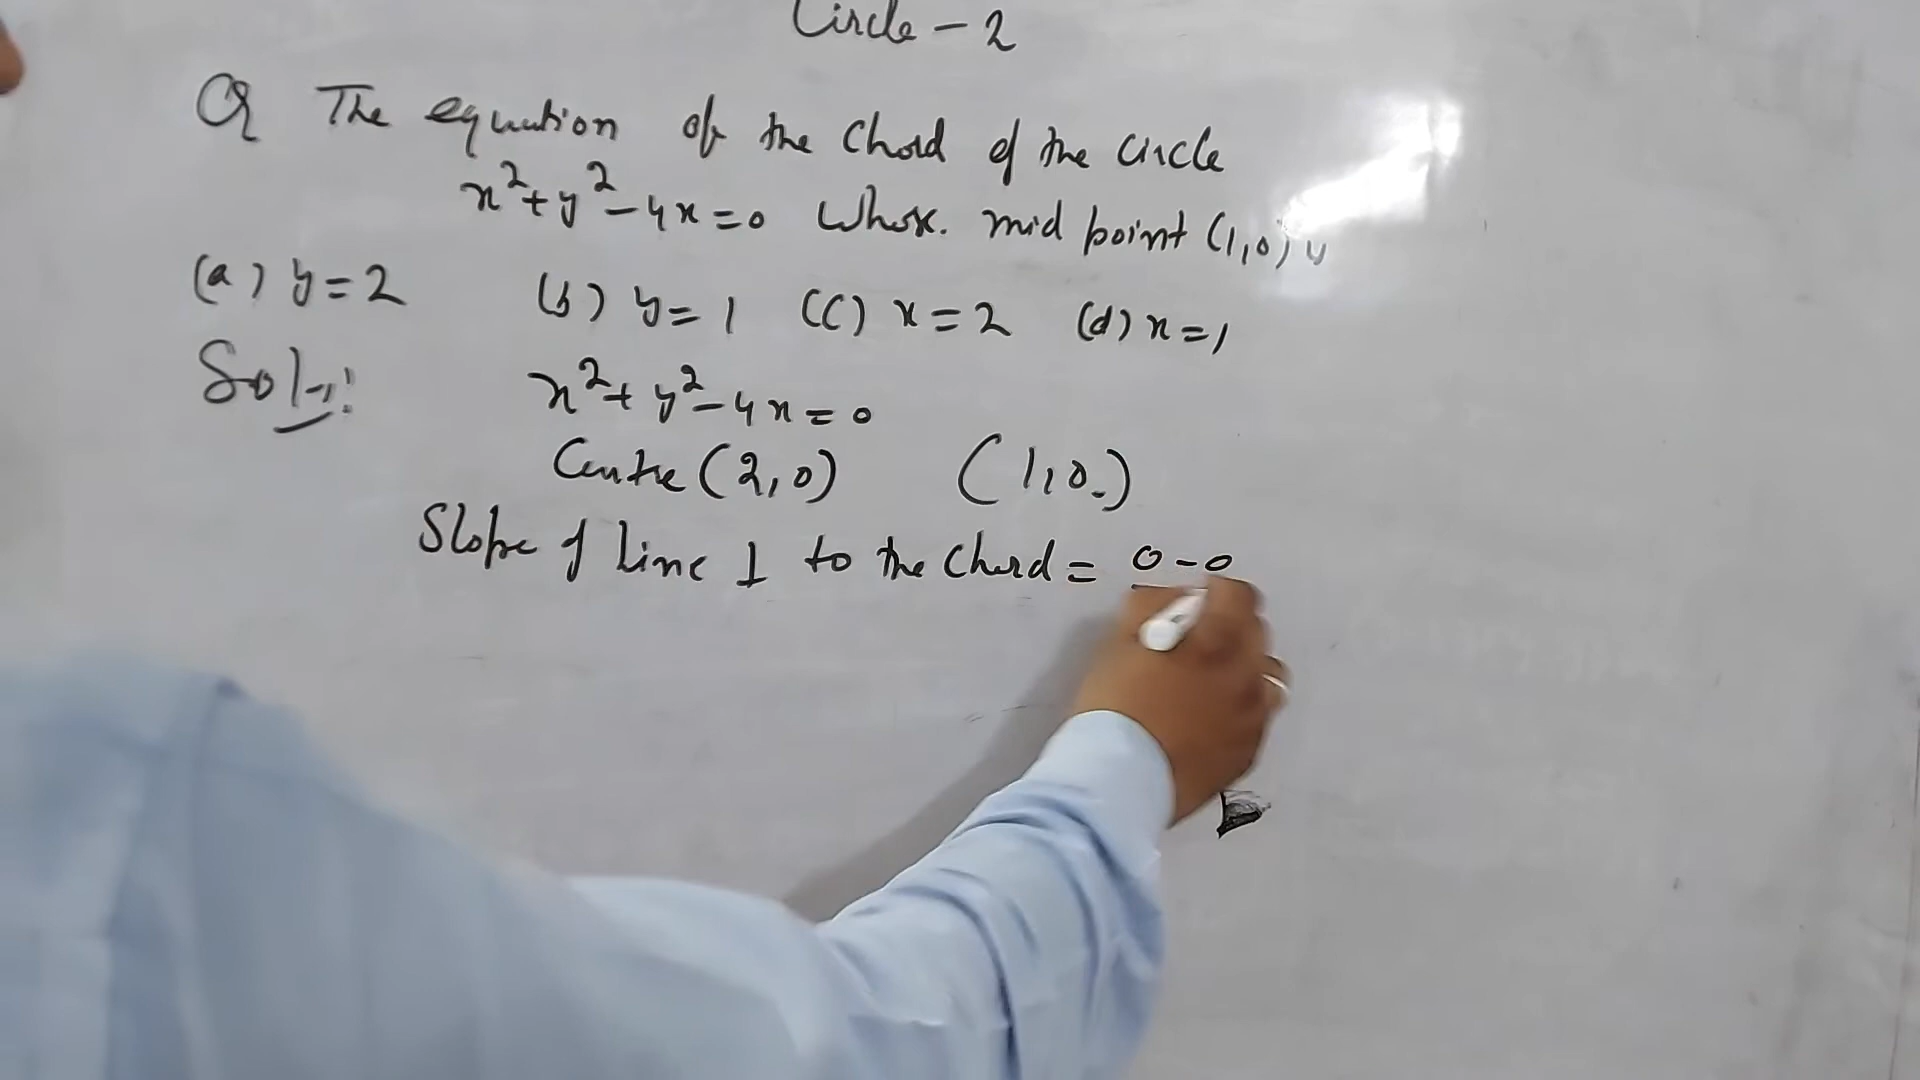 Circle - 2
Q The equation of the Chord of the circle
x²+y²-4x=0 whose. mid point (1,0) is
(a) y=2 (b) y=1 (c) x=2 (d) x=1
Soln:
x²+y²-4x=0
Centre (2,0) (1,0.)
Slope of line ⊥ to the Chord = 0-0